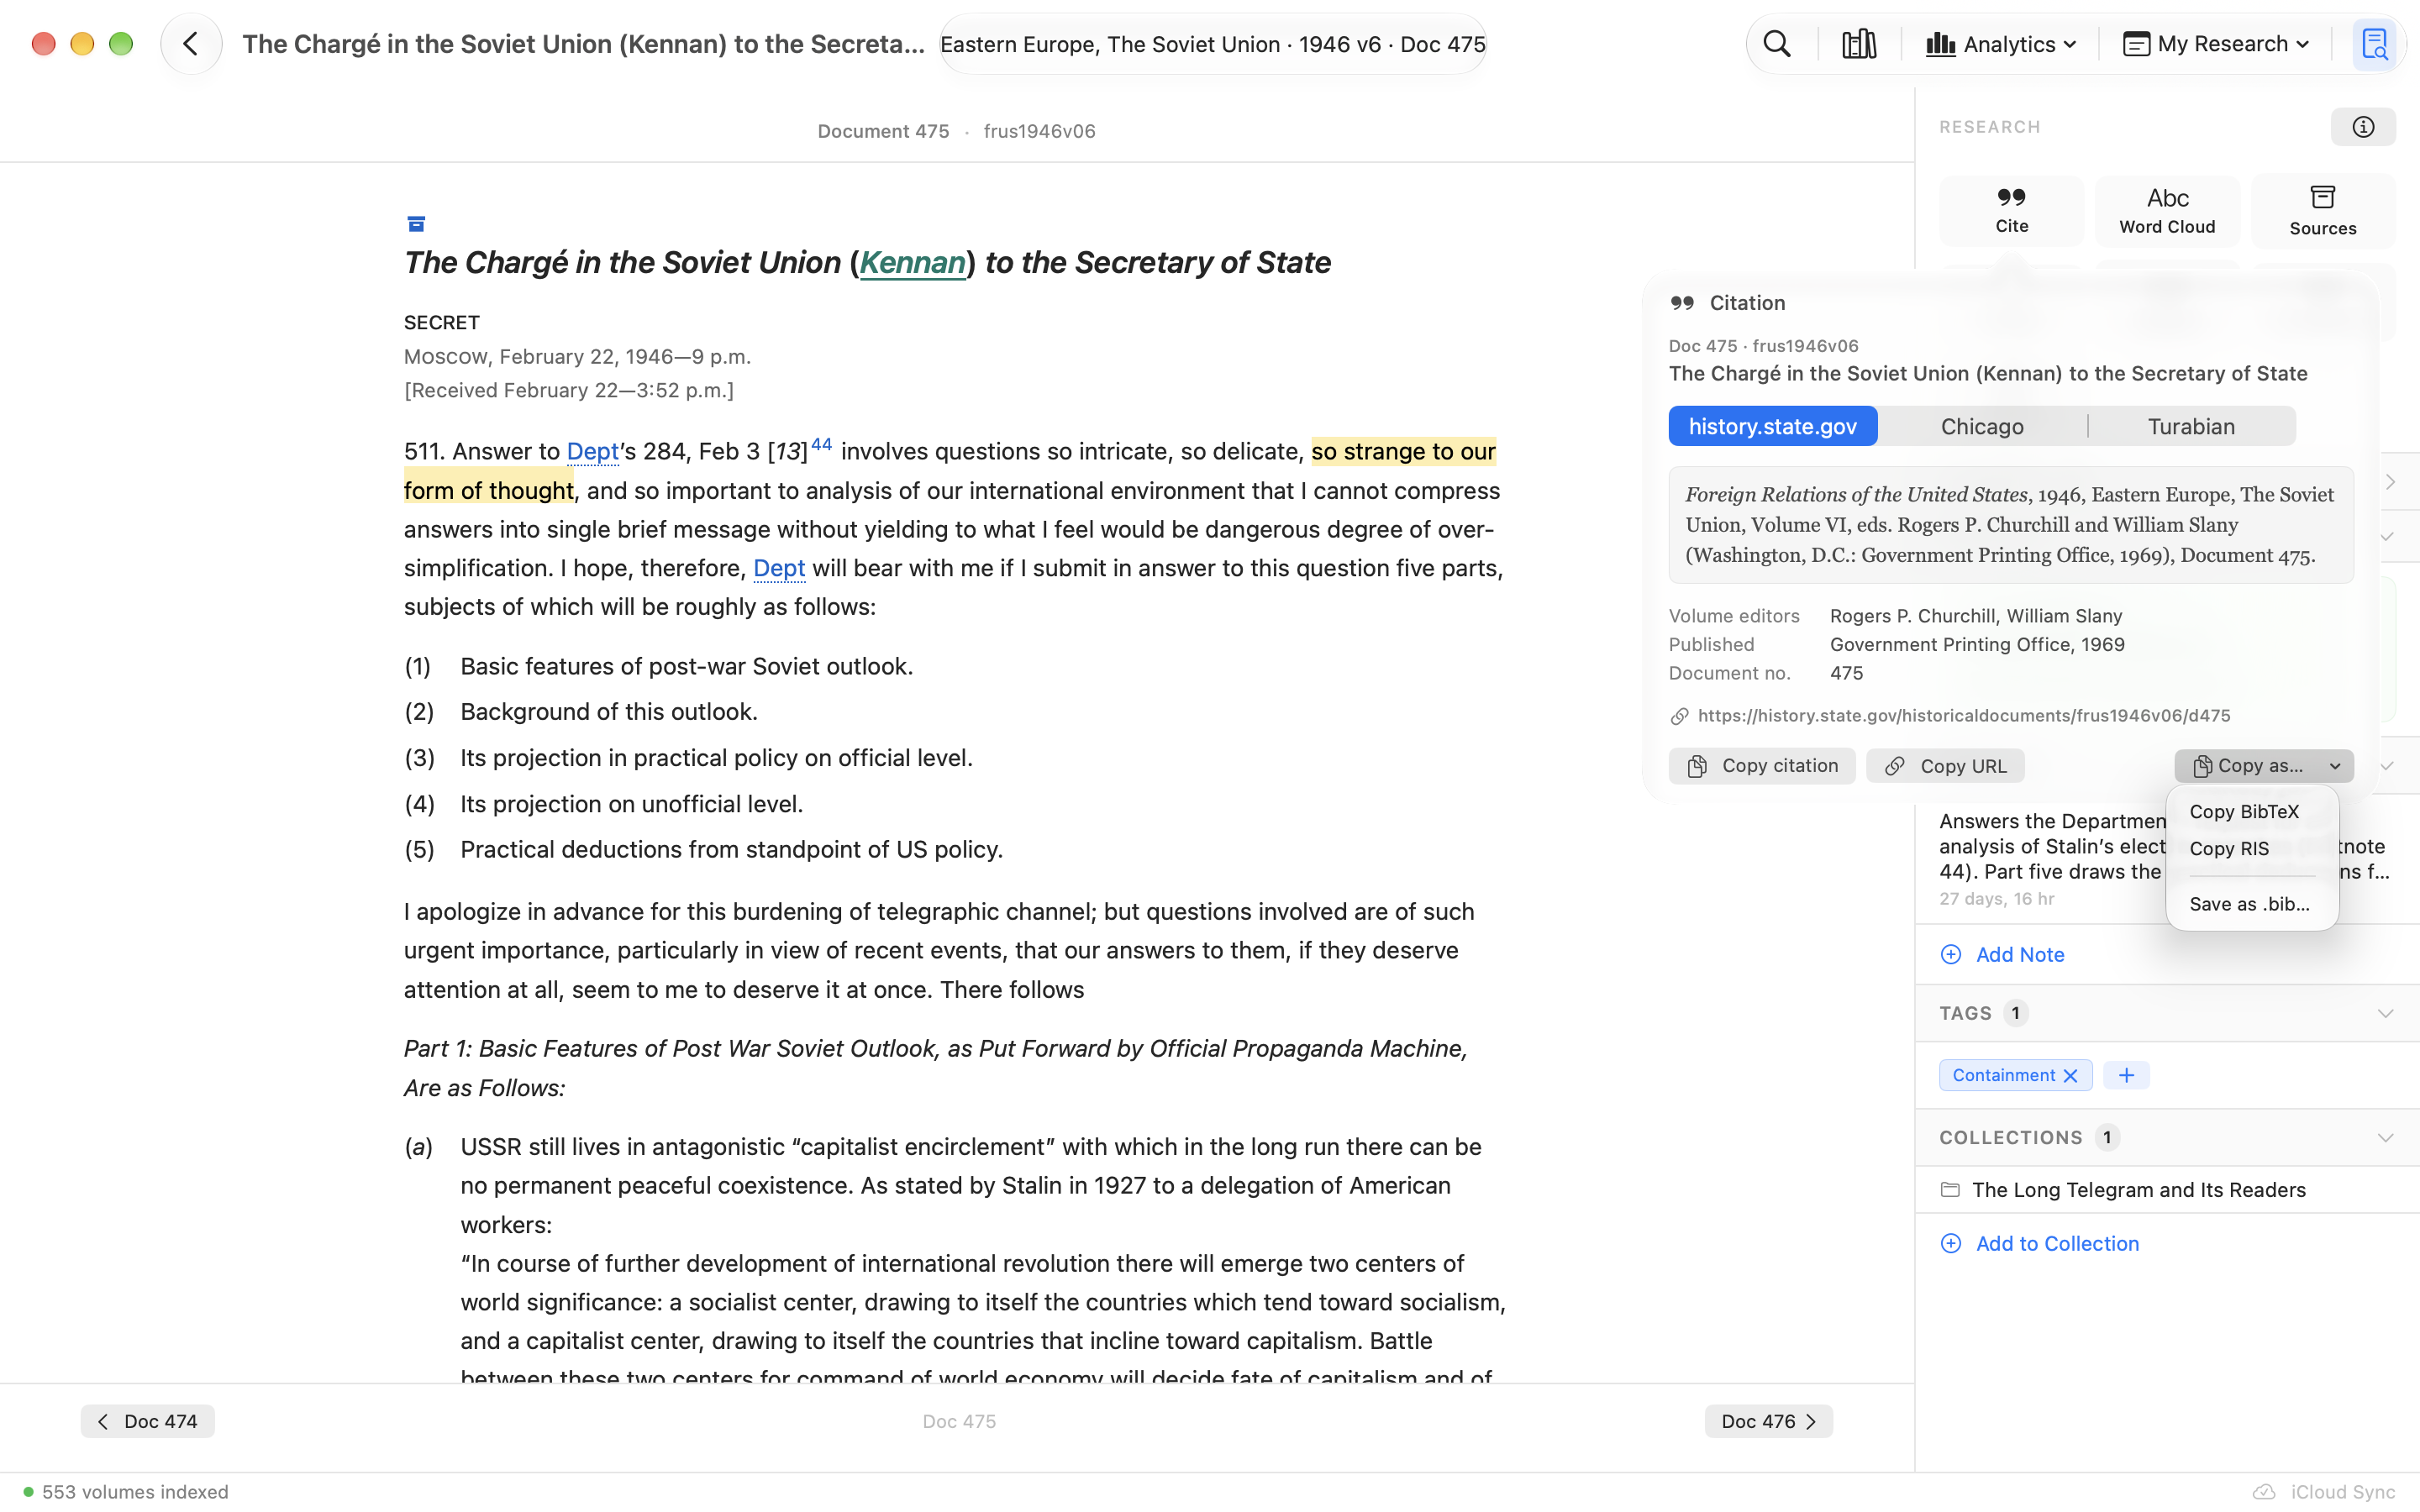 The Chargé in the Soviet Union (Kennan) to the Secreta...
Eastern Europe, The Soviet Union · 1946 v6 · Doc 475
Analytics
My Research
Document 475 · frus1946v06
The Chargé in the Soviet Union (Kennan) to the Secretary of State
SECRET
Moscow, February 22, 1946—9 p.m.
[Received February 22—3:52 p.m.]
511. Answer to Dept's 284, Feb 3 [13]44 involves questions so intricate, so delicate, so strange to our
form of thought, and so important to analysis of our international environment that I cannot compress
answers into single brief message without yielding to what I feel would be dangerous degree of over-
simplification. I hope, therefore, Dept will bear with me if I submit in answer to this question five parts,
subjects of which will be roughly as follows:
(1) Basic features of post-war Soviet outlook.
(2) Background of this outlook.
(3) Its projection in practical policy on official level.
(4) Its projection on unofficial level.
(5) Practical deductions from standpoint of US policy.
I apologize in advance for this burdening of telegraphic channel; but questions involved are of such
urgent importance, particularly in view of recent events, that our answers to them, if they deserve
attention at all, seem to me to deserve it at once. There follows
Part 1: Basic Features of Post War Soviet Outlook, as Put Forward by Official Propaganda Machine,
Are as Follows:
(a) USSR still lives in antagonistic “capitalist encirclement” with which in the long run there can be
no permanent peaceful coexistence. As stated by Stalin in 1927 to a delegation of American
workers:
“In course of further development of international revolution there will emerge two centers of
world significance: a socialist center, drawing to itself the countries which tend toward socialism,
and a capitalist center, drawing to itself the countries that incline toward capitalism. Battle
between these two centers for command of world economy will decide fate of capitalism and of
Doc 474
Doc 475
Doc 476
553 volumes indexed
RESEARCH
Cite
Abc
Word Cloud
Sources
Citation
Doc 475 · frus1946v06
The Chargé in the Soviet Union (Kennan) to the Secretary of State
history.state.gov
Chicago
Turabian
Foreign Relations of the United States, 1946, Eastern Europe, The Soviet
Union, Volume VI, eds. Rogers P. Churchill and William Slany
(Washington, D.C.: Government Printing Office, 1969), Document 475.
Volume editors Rogers P. Churchill, William Slany
Published Government Printing Office, 1969
Document no. 475
https://history.state.gov/historicaldocuments/frus1946v06/d475
Copy citation
Copy URL
Copy as...
Copy BibTeX
Copy RIS
Save as .bib...
Answers the
analysis of Stalin’s
44). Part five draws the
27 days, 16 hr
Add Note
TAGS 1
Containment
COLLECTIONS 1
The Long Telegram and Its Readers
Add to Collection
iCloud Sync